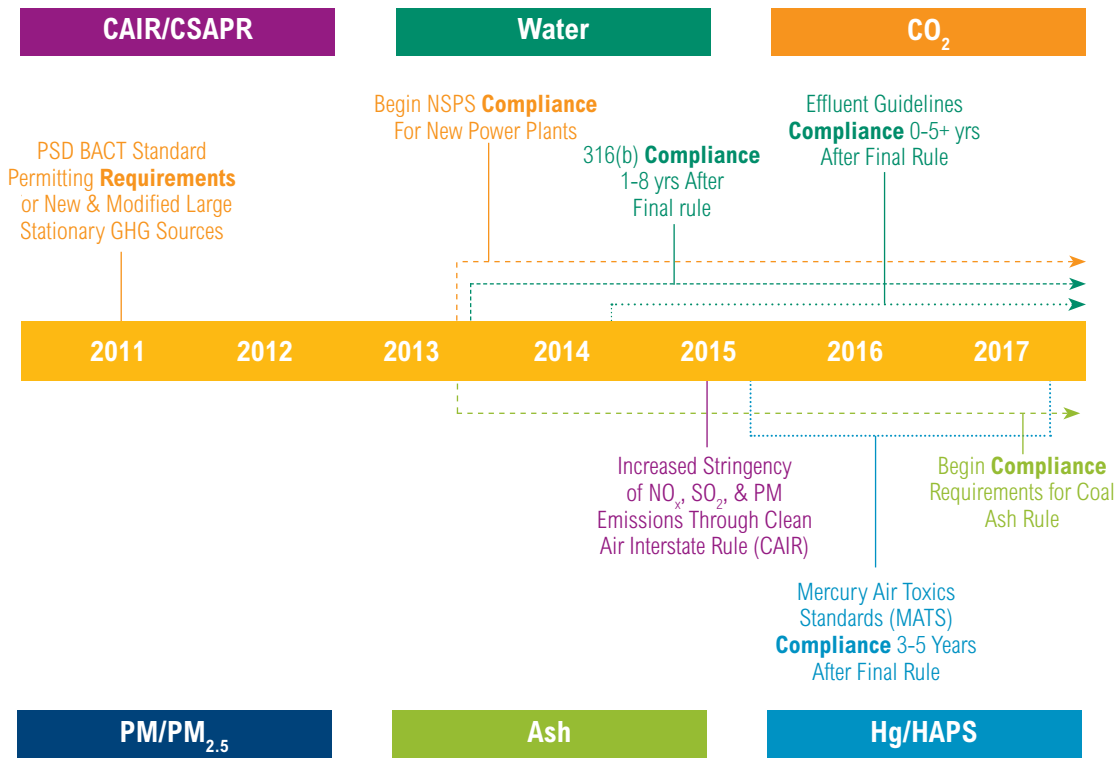 CAIR/CSAPR
Water
CO₂
PSD BACT Standard
Permitting Requirements
or New & Modified Large
Stationary GHG Sources
Begin NSPS Compliance
For New Power Plants
316(b) Compliance
1-8 yrs After
Final rule
Effluent Guidelines
Compliance 0-5+ yrs
After Final Rule
2011 2012 2013 2014 2015 2016 2017
Increased Stringency
of NOₓ, SO₂, & PM
Emissions Through Clean
Air Interstate Rule (CAIR)
Mercury Air Toxics
Standards (MATS)
Compliance 3-5 Years
After Final Rule
Begin Compliance
Requirements for Coal
Ash Rule
PM/PM₂.₅
Ash
Hg/HAPS